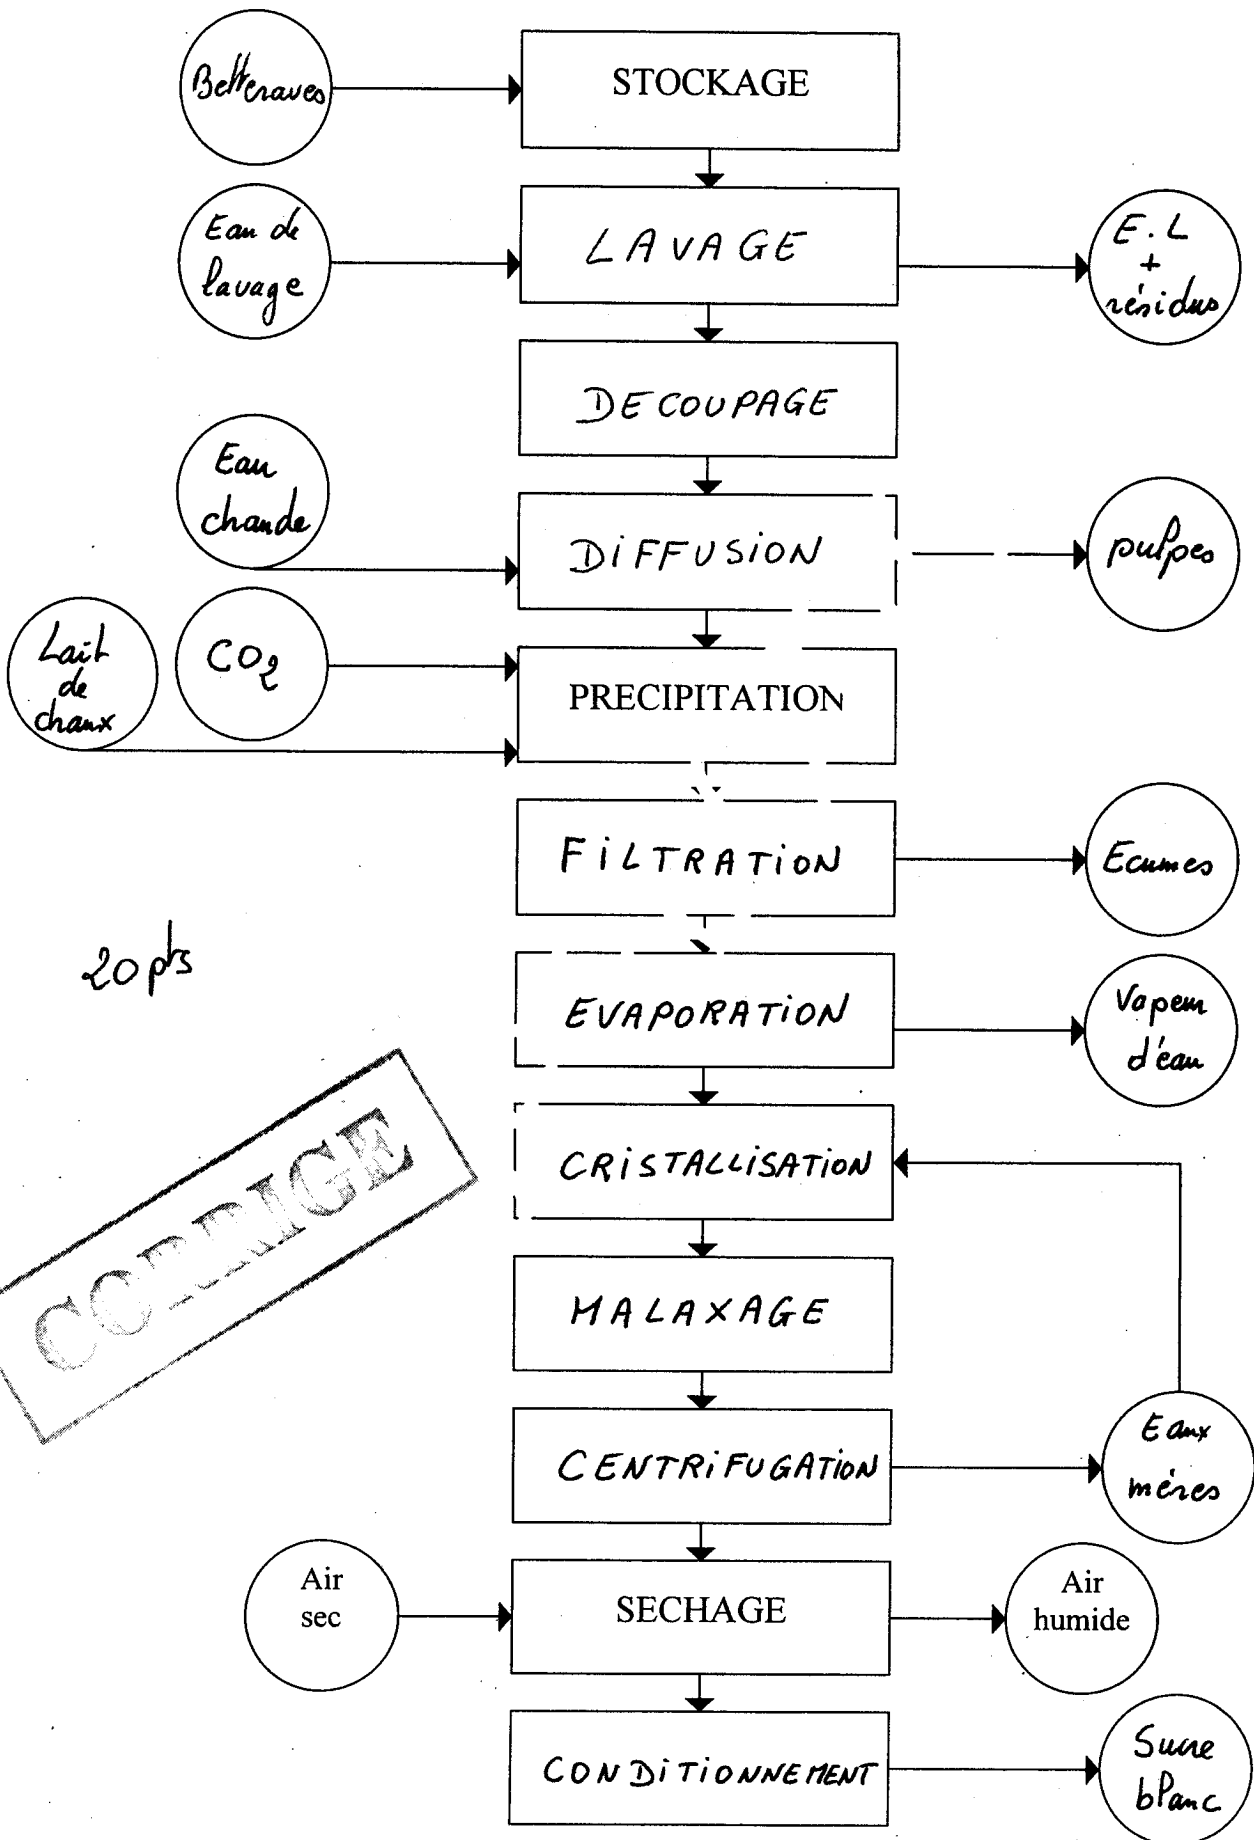 Betteraves
STOCKAGE
Eau de
lavage
LAVAGE
E.L
+
résidus
DECOUPAGE
Eau
chaude
DiFFUSiON
pulpes
Lait
de
chaux
CO2
PRECIPITATION
FiLTRATiON
Ecumes
20 pts
EVAPORATiON
Vapeur
d'eau
CRiSTALLiSATiON
CORRIGE
MALAXAGE
CENTRiFUGATiON
Eaux
mères
Air
sec
SECHAGE
Air
humide
CONDiTiONNEMENT
Sucre
blanc